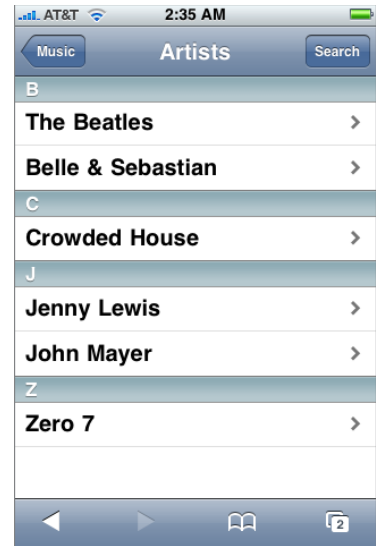 AT&T 2:35 AM
Music Artists Search
B
The Beatles
Belle & Sebastian
C
Crowded House
J
Jenny Lewis
John Mayer
Z
Zero 7
2